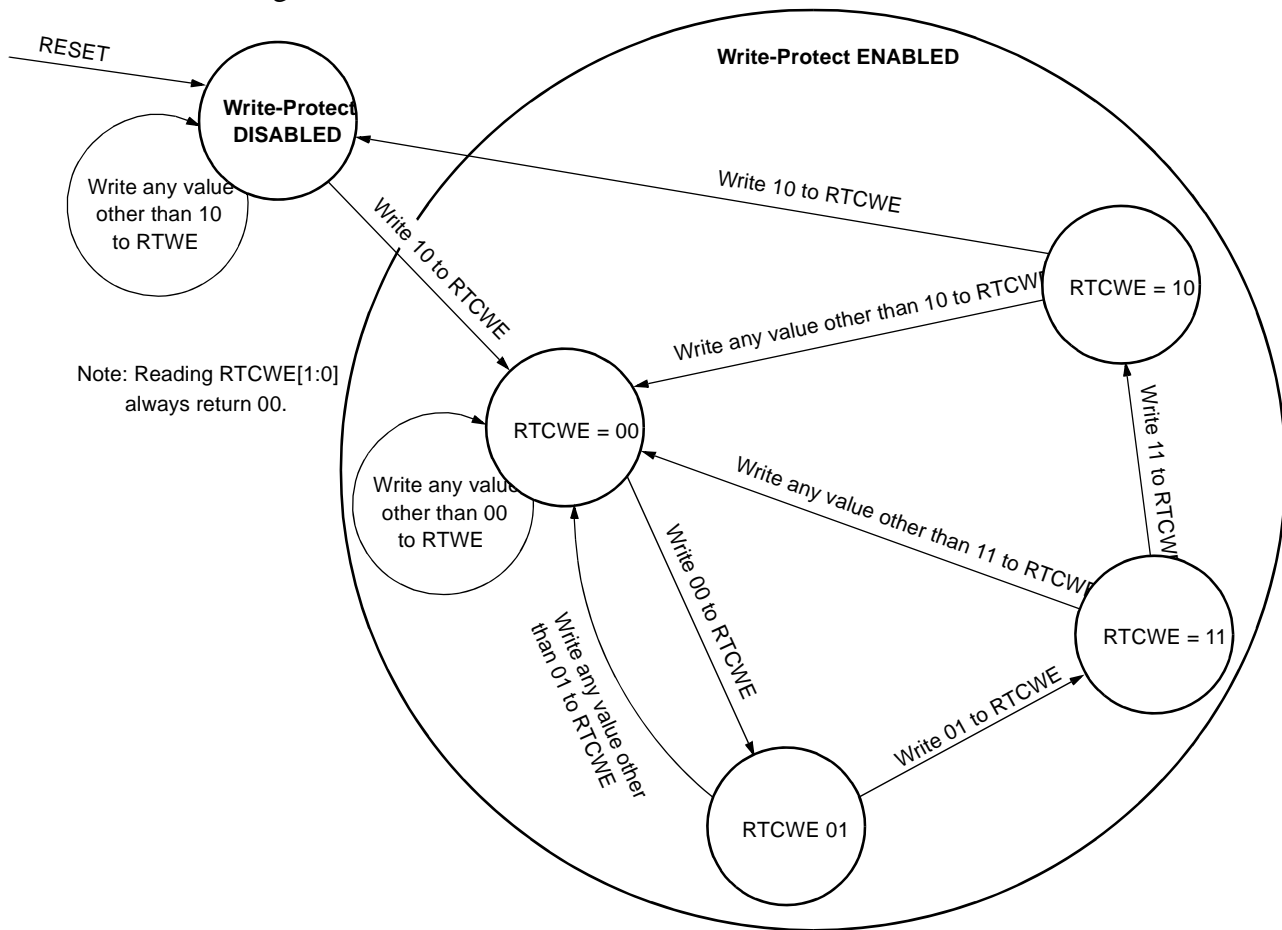 RESET
Write-Protect ENABLED
Write-Protect
DISABLED
Write any value
other than 10
to RTWE
Write 10 to RTCWE
Write 10 to RTCWE
RTCWE = 10
Write any value other than 10 to RTCWE
Note: Reading RTCWE[1:0]
always return 00.
RTCWE = 00
Write any value
other than 00
to RTWE
Write any value other than 11 to RTCWE
Write 11 to RTCWE
Write 00 to RTCWE
RTCWE = 11
Write any value other
than 01 to RTCWE
Write 01 to RTCWE
RTCWE 01